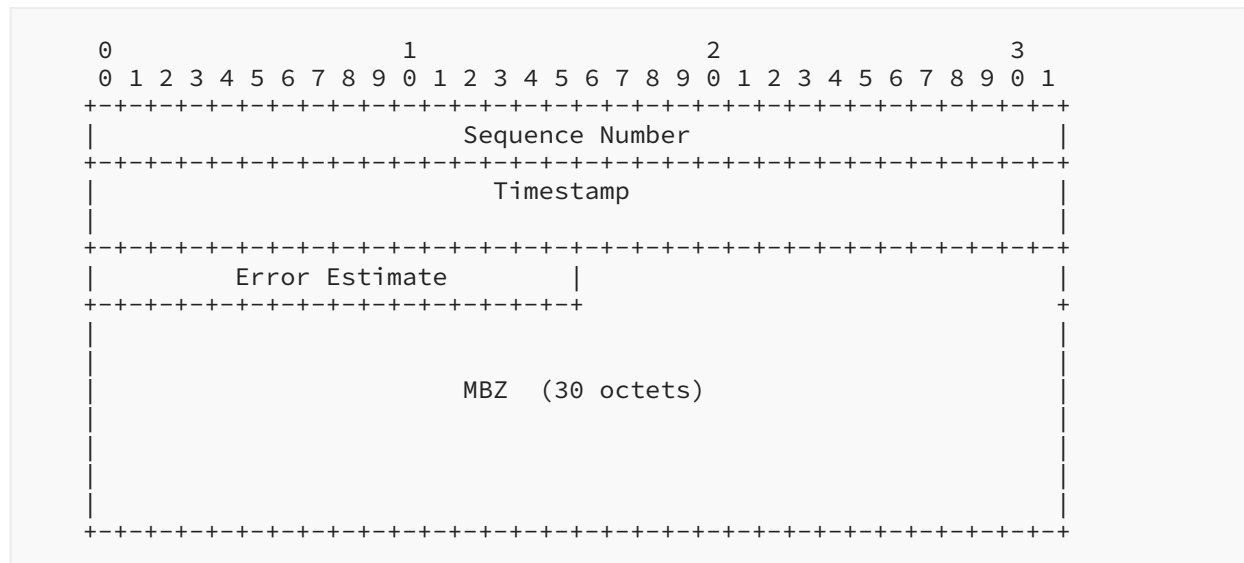 0                   1                   2                   3
 0 1 2 3 4 5 6 7 8 9 0 1 2 3 4 5 6 7 8 9 0 1 2 3 4 5 6 7 8 9 0 1
+-+-+-+-+-+-+-+-+-+-+-+-+-+-+-+-+-+-+-+-+-+-+-+-+-+-+-+-+-+-+-+-+
|                        Sequence Number                        |
+-+-+-+-+-+-+-+-+-+-+-+-+-+-+-+-+-+-+-+-+-+-+-+-+-+-+-+-+-+-+-+-+
|                          Timestamp                            |
|                                                               |
+-+-+-+-+-+-+-+-+-+-+-+-+-+-+-+-+-+-+-+-+-+-+-+-+-+-+-+-+-+-+-+-+
|         Error Estimate        |                               |
+-+-+-+-+-+-+-+-+-+-+-+-+-+-+-+-+                               +
|                                                               |
|                                                               |
|                        MBZ  (30 octets)                       |
|                                                               |
|                                                               |
|                                                               |
|                                                               |
+-+-+-+-+-+-+-+-+-+-+-+-+-+-+-+-+-+-+-+-+-+-+-+-+-+-+-+-+-+-+-+-+